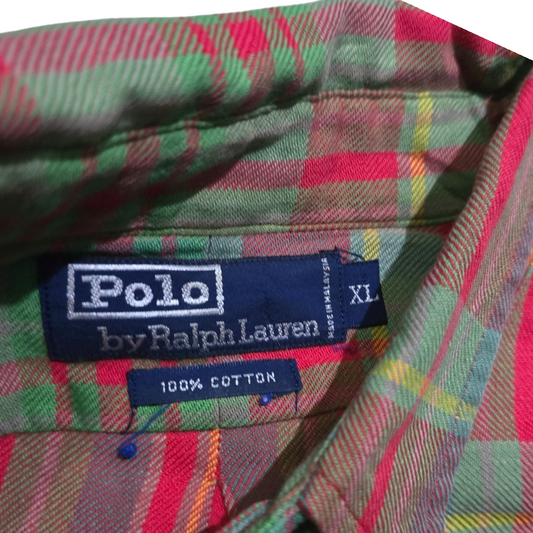 Polo
by Ralph Lauren
MADE IN MALAYSIA
XL
100% COTTON